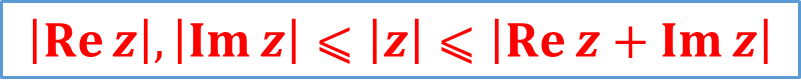 |Re z|, |Im z| ⩽ |z| ⩽ |Re z + Im z|